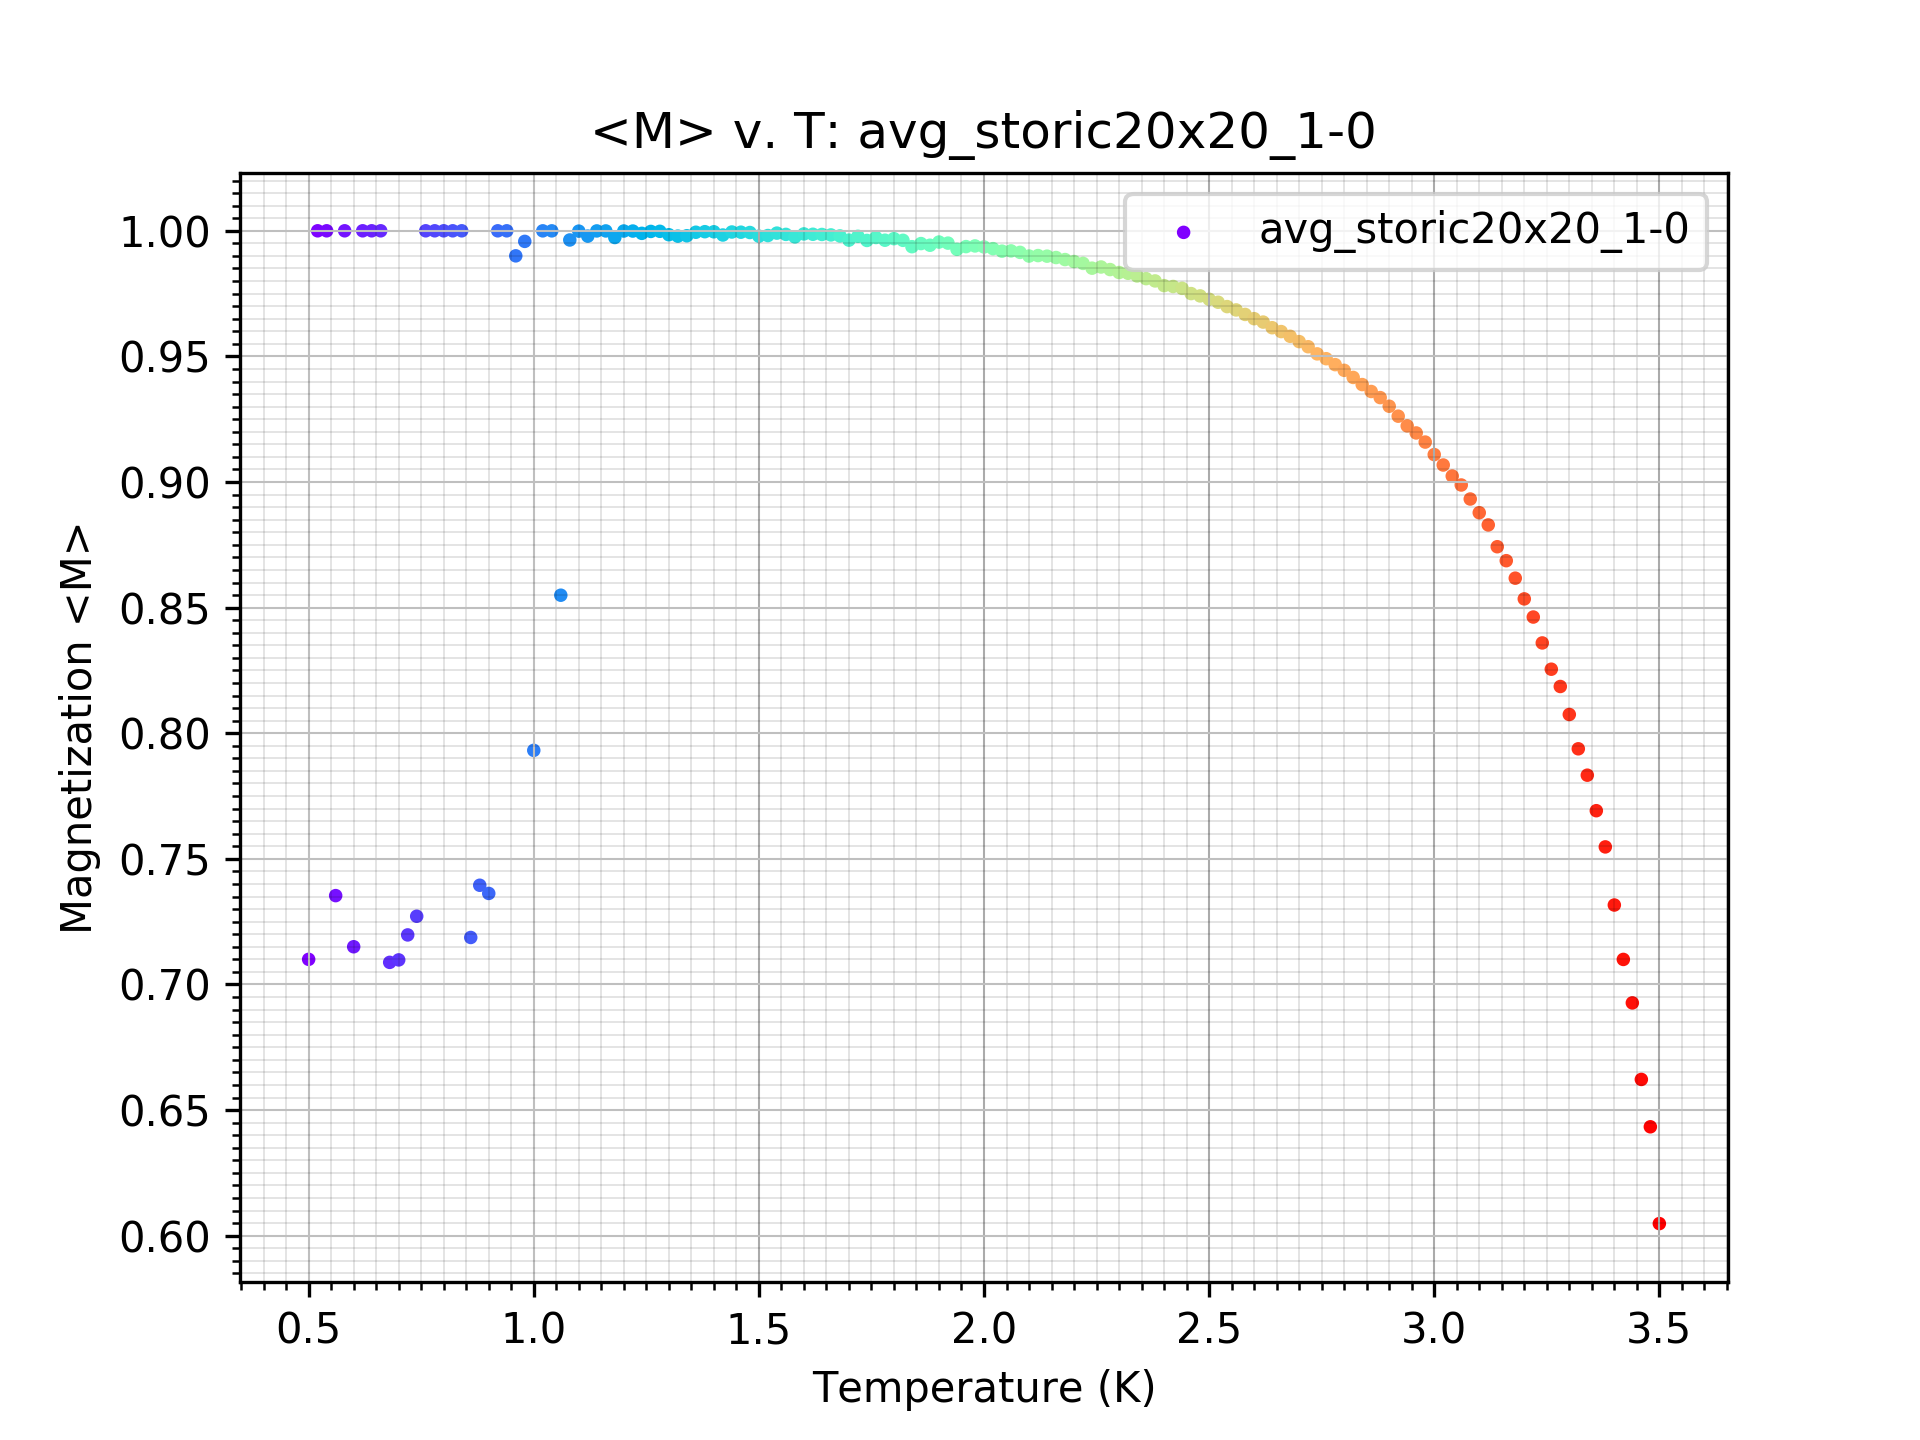 <M> v. T: avg_storic20x20_1-0
avg_storic20x20_1-0
Magnetization <M>
1.00
0.95
0.90
0.85
0.80
0.75
0.70
0.65
0.60
0.5 1.0 1.5 2.0 2.5 3.0 3.5
Temperature (K)